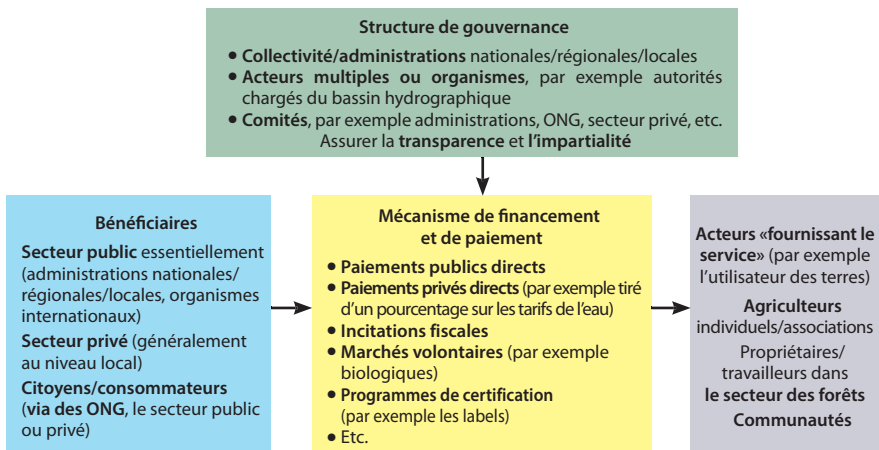 Structure de gouvernance
• Collectivité/administrations nationales/régionales/locales
• Acteurs multiples ou organismes, par exemple autorités
chargés du bassin hydrographique
• Comités, par exemple administrations, ONG, secteur privé, etc.
Assurer la transparence et l’impartialité
Bénéficiaires
Secteur public essentiellement
(administrations nationales/
régionales/locales, organismes
internationaux)
Secteur privé (généralement
au niveau local)
Citoyens/consommateurs
(via des ONG, le secteur public
ou privé)
Mécanisme de financement
et de paiement
• Paiements publics directs
• Paiements privés directs (par exemple tiré
d’un pourcentage sur les tarifs de l’eau)
• Incitations fiscales
• Marchés volontaires (par exemple
biologiques)
• Programmes de certification
(par exemple les labels)
• Etc.
Acteurs «fournissant le
service» (par exemple
l’utilisateur des terres)
Agriculteurs
individuels/associations
Propriétaires/
travailleurs dans
le secteur des forêts
Communautés